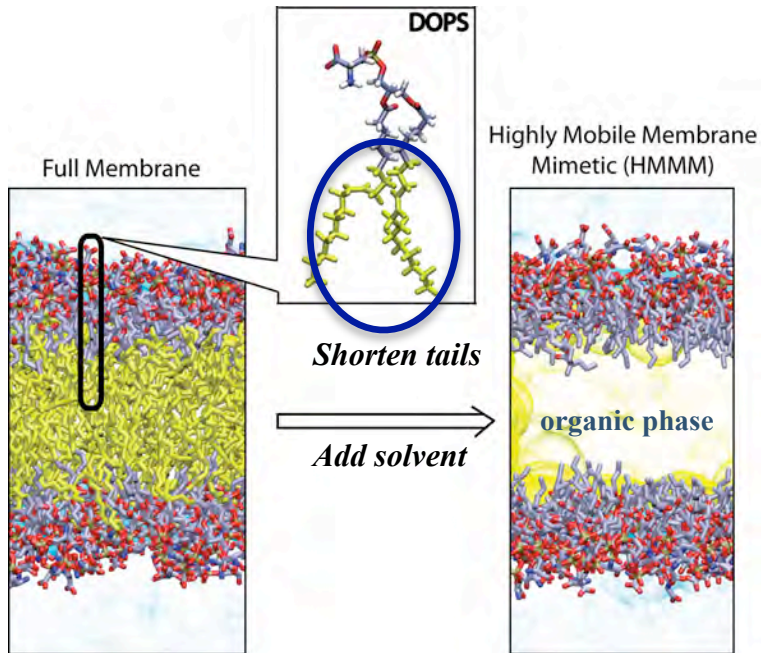 DOPS
Full Membrane
Highly Mobile Membrane
Mimetic (HMMM)
Shorten tails
organic phase
Add solvent